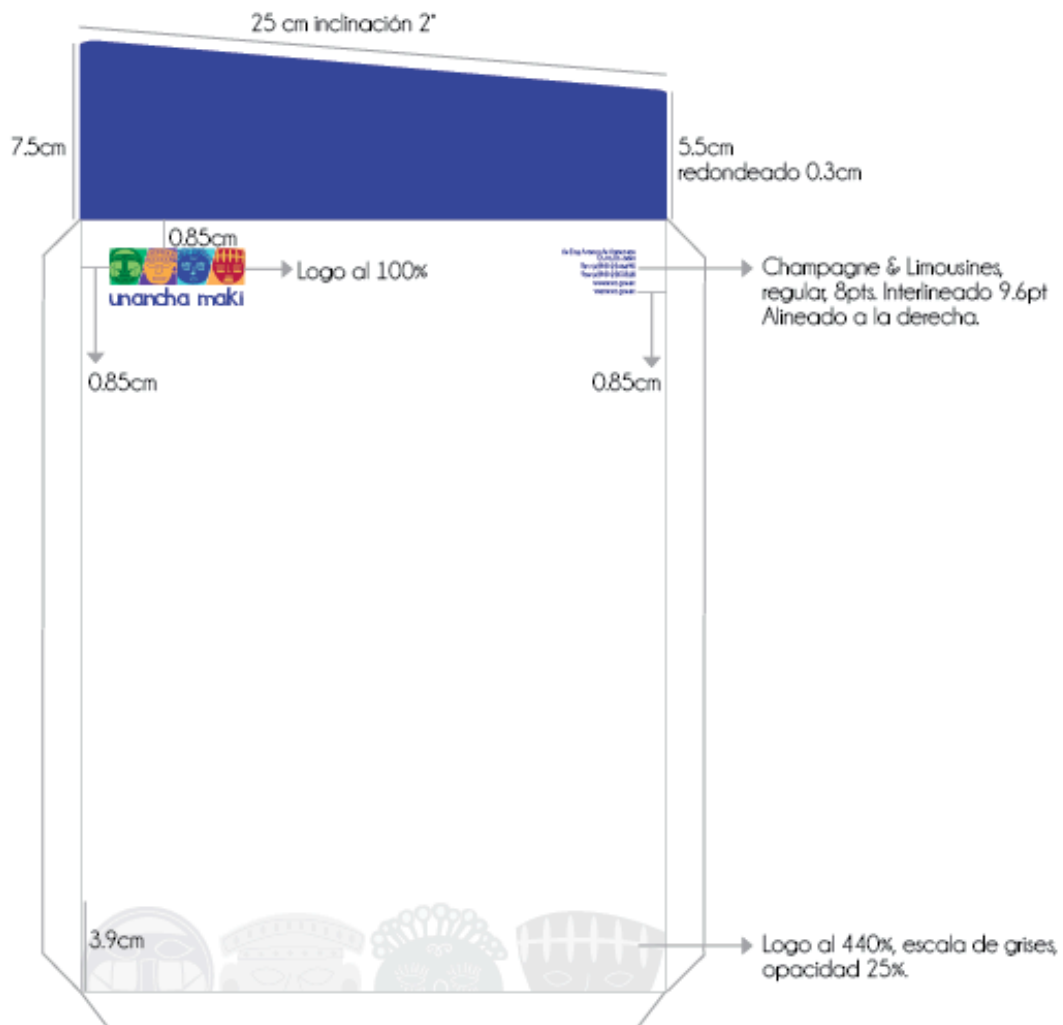 25 cm inclinación 2°
7.5cm
5.5cm
redondeado 0.3cm
0.85cm
Logo al 100%
unancha maki
Champagne & Limousines,
regular, 8pts. Interlineado 9.6pt
Alineado a la derecha.
0.85cm
0.85cm
3.9cm
Logo al 440%, escala de grises,
opacidad 25%.